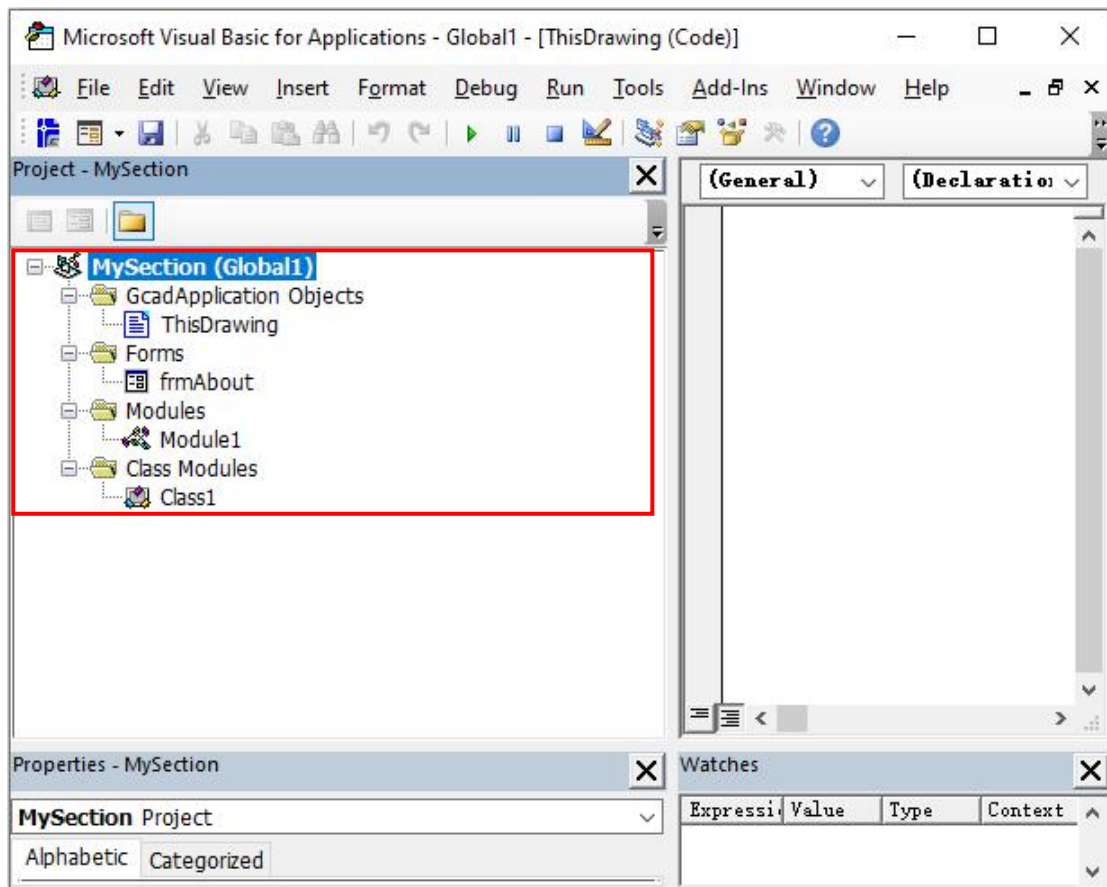 Microsoft Visual Basic for Applications - Global1 - [ThisDrawing (Code)]
File Edit View Insert Format Debug Run Tools Add-Ins Window Help
Project - MySection
(General) (Declaratio
MySection (Global1)
GcadApplication Objects
ThisDrawing
Forms
frmAbout
Modules
Module1
Class Modules
Class1
Properties - MySection
MySection Project
Alphabetic Categorized
Watches
Expressi Value Type Context